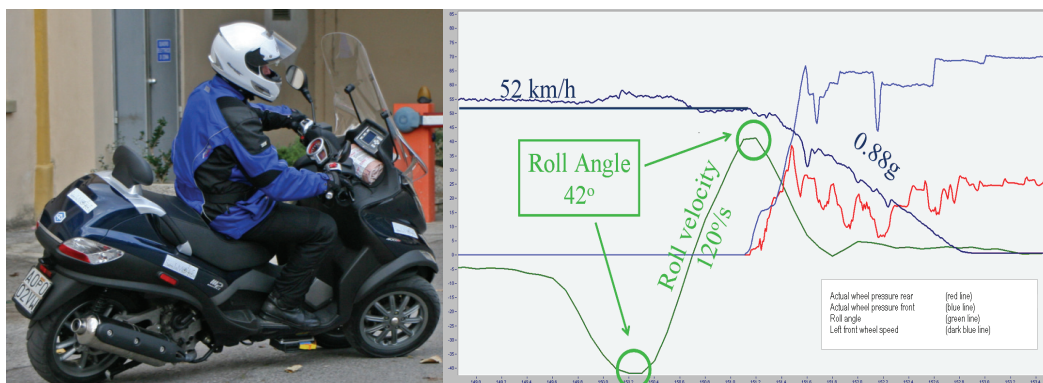 52 km/h
Roll Angle
42°
Roll velocity
120°/s
0.88g
Actual wheel pressure rear (red line)
Actual wheel pressure front (blue line)
Roll angle (green line)
Left front wheel speed (dark blue line)